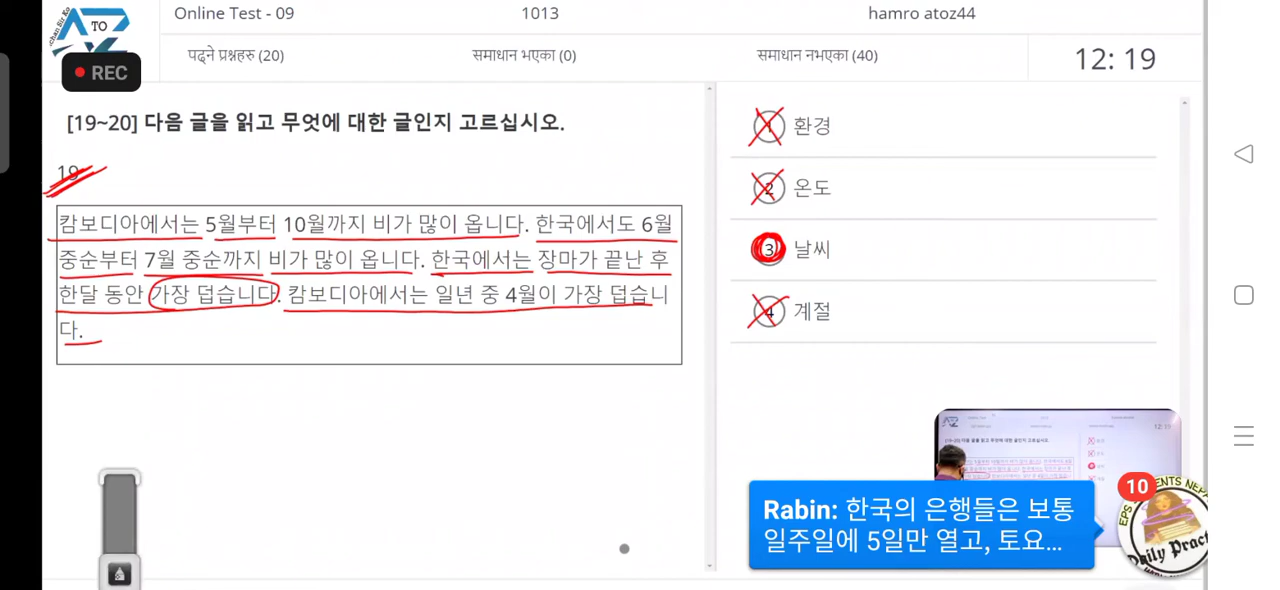 Online Test - 09
1013
hamro atoz44
A TO Z
REC
पढ्ने प्रश्नहरु (20)
समाधान भएका (0)
समाधान नभएका (40)
12: 19
[19~20] 다음 글을 읽고 무엇에 대한 글인지 고르십시오.
19
캄보디아에서는 5월부터 10월까지 비가 많이 옵니다. 한국에서도 6월
중순부터 7월 중순까지 비가 많이 옵니다. 한국에서는 장마가 끝난 후
한달 동안 가장 덥습니다. 캄보디아에서는 일년 중 4월이 가장 덥습니
다.
1 환경
2 온도
3 날씨
4 계절
Rabin: 한국의 은행들은 보통
일주일에 5일만 열고, 토요...
10